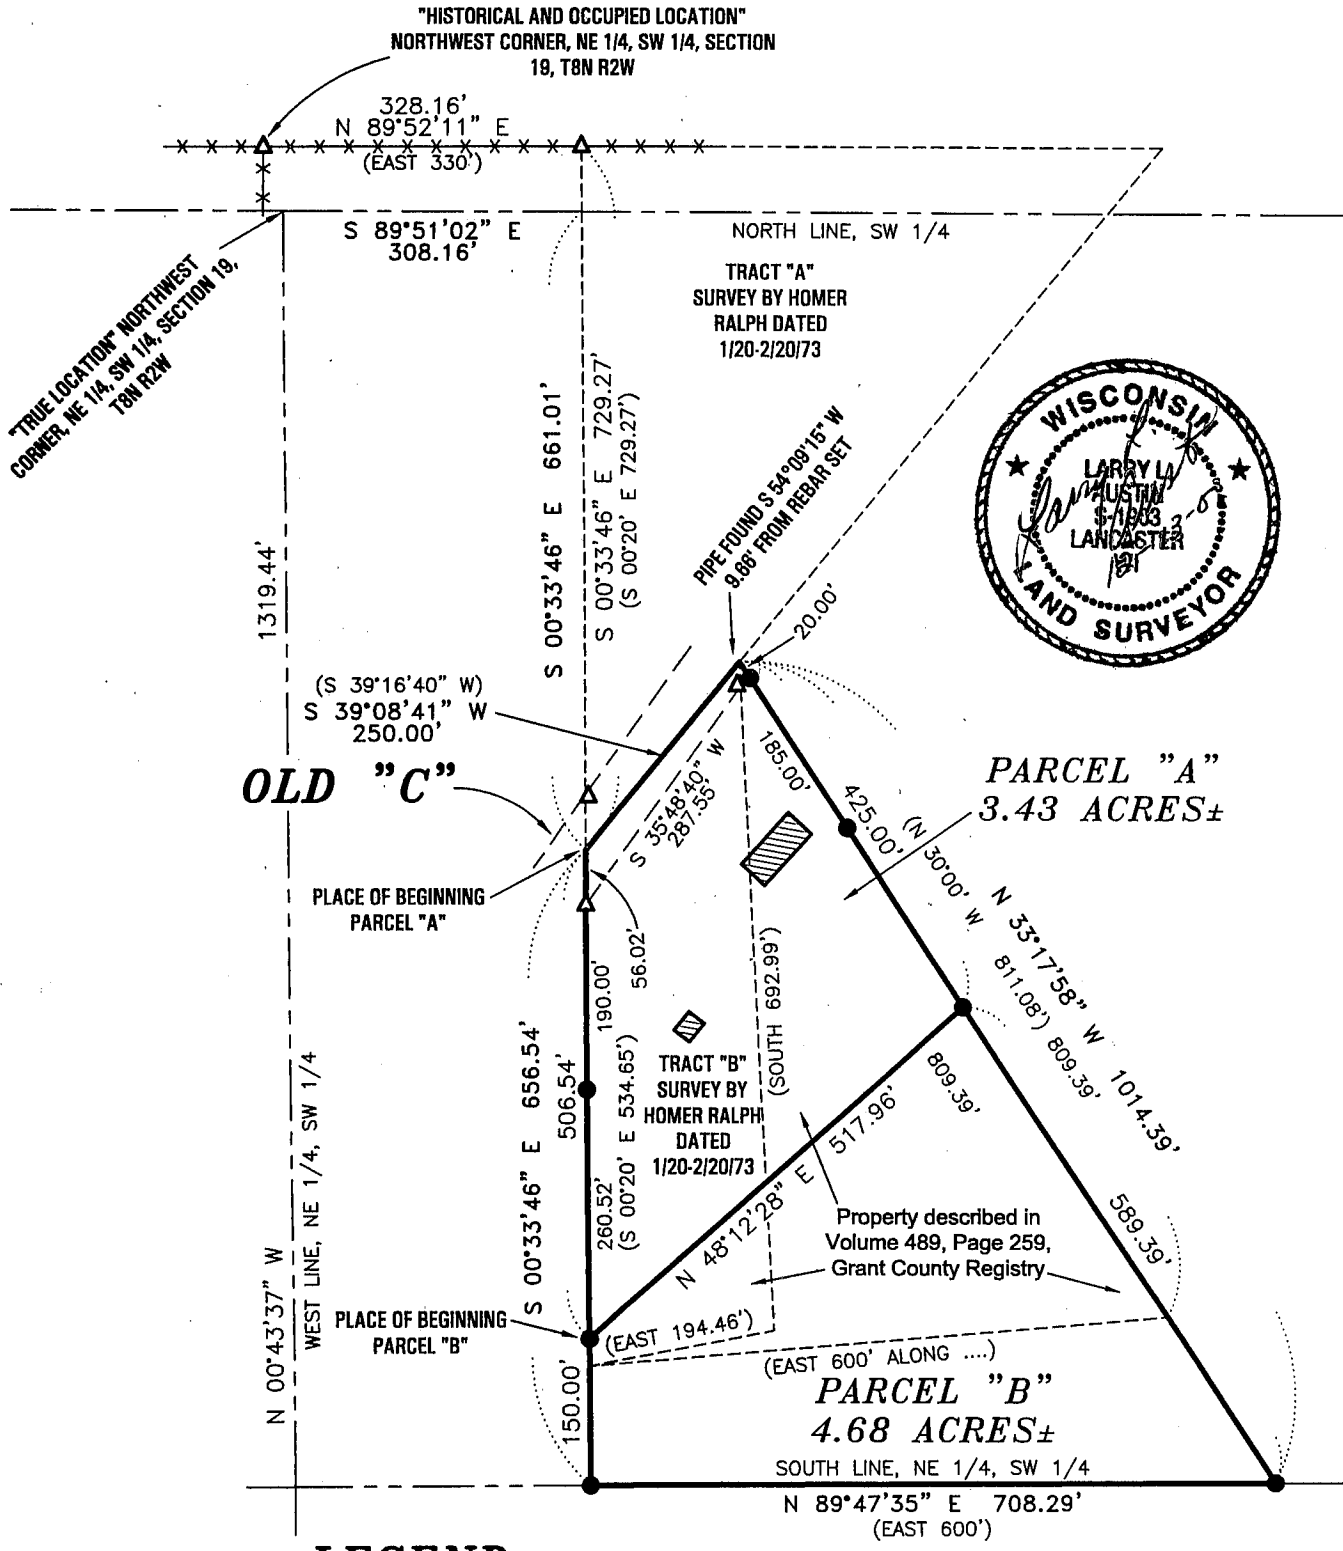 "HISTORICAL AND OCCUPIED LOCATION"
NORTHWEST CORNER, NE 1/4, SW 1/4, SECTION
19, T8N R2W
328.16'
N 89°52'11" E
(EAST 330')
S 89°51'02" E
308.16'
NORTH LINE, SW 1/4
"TRUE LOCATION" NORTHWEST
CORNER, NE 1/4, SW 1/4, SECTION 19,
T8N R2W
TRACT "A"
SURVEY BY HOMER
RALPH DATED
1/20-2/20/73
WISCONSIN
LARRY L
AUSTIN
S-1903
LANCASTER
LAND SURVEYOR
1319.44'
S 00°33'46" E 661.01'
S 00°33'46" E 729.27'
(S 00°20' E 729.27')
PIPE FOUND S 54°09'15" W
9.66' FROM REBAR SET
20.00'
(S 39°16'40" W)
S 39°08'41" W
250.00'
OLD "C"
S 35°48'40" W
287.55'
185.00'
425.00'
(N 30°00' W 811.08')
809.39'
N 33°17'58" W 1014.39'
PARCEL "A"
3.43 ACRES±
PLACE OF BEGINNING
PARCEL "A"
56.02'
190.00'
(SOUTH 692.99')
S 00°33'46" E 656.54'
506.54'
260.52'
(S 00°20' E 534.65')
TRACT "B"
SURVEY BY
HOMER RALPH
DATED
1/20-2/20/73
809.39'
N 48°12'28" E 517.96'
589.39'
Property described in
Volume 489, Page 259,
Grant County Registry
N 00°43'37" W
WEST LINE, NE 1/4, SW 1/4
PLACE OF BEGINNING
PARCEL "B"
(EAST 194.46')
(EAST 600' ALONG ....)
150.00'
PARCEL "B"
4.68 ACRES±
SOUTH LINE, NE 1/4, SW 1/4
N 89°47'35" E 708.29'
(EAST 600')